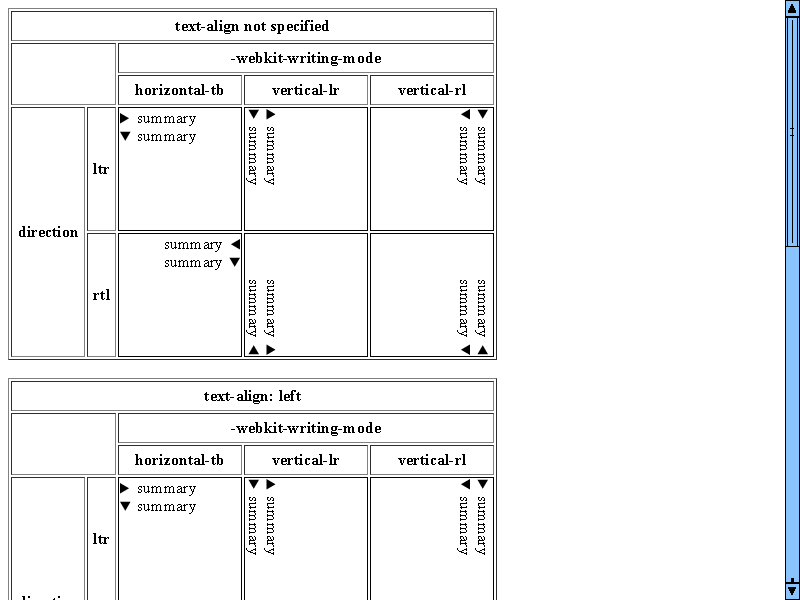 text-align not specified
-webkit-writing-mode
horizontal-tb vertical-lr vertical-rl
direction
ltr
▶ summary
▼ summary
▼ summary
▶ summary
◀ summary
▼ summary
rtl
summary ◀
summary ▼
summary ▲
summary ▶
summary ◀
summary ▲
text-align: left
-webkit-writing-mode
horizontal-tb vertical-lr vertical-rl
ltr
▶ summary
▼ summary
▼ summary
▶ summary
◀ summary
▼ summary